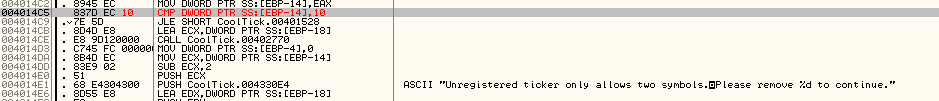 004014C2 . 8945 EC MOV DWORD PTR SS:[EBP-14],EAX
004014C5 837D EC 10 CMP DWORD PTR SS:[EBP-14],10
004014C9 .v7E 5D JLE SHORT CoolTick.00401528
004014CB . 8D4D E8 LEA ECX,DWORD PTR SS:[EBP-18]
004014CE . E8 9D120000 CALL CoolTick.00402770
004014D3 . C745 FC 000000 MOV DWORD PTR SS:[EBP-4],0
004014DA . 8B4D EC MOV ECX,DWORD PTR SS:[EBP-14]
004014DD . 83E9 02 SUB ECX,2
004014E0 . 51 PUSH ECX
004014E1 . 68 E4304300 PUSH CoolTick.004330E4 ASCII "Unregistered ticker only allows two symbols.◘Please remove %d to continue."
004014E6 . 8D55 E8 LEA EDX,DWORD PTR SS:[EBP-18]